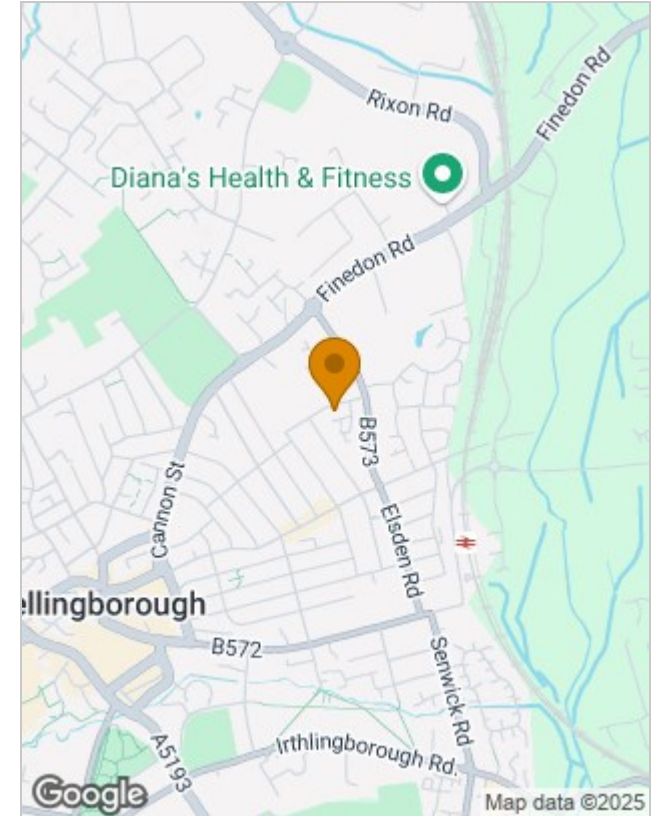 Rixon Rd
Finedon Rd
Diana's Health & Fitness
Finedon Rd
B573
Cannon St
Elsden Rd
ellingborough
B572
Senwick Rd
Irthlingborough Rd.
A5193
Google
Map data ©2025